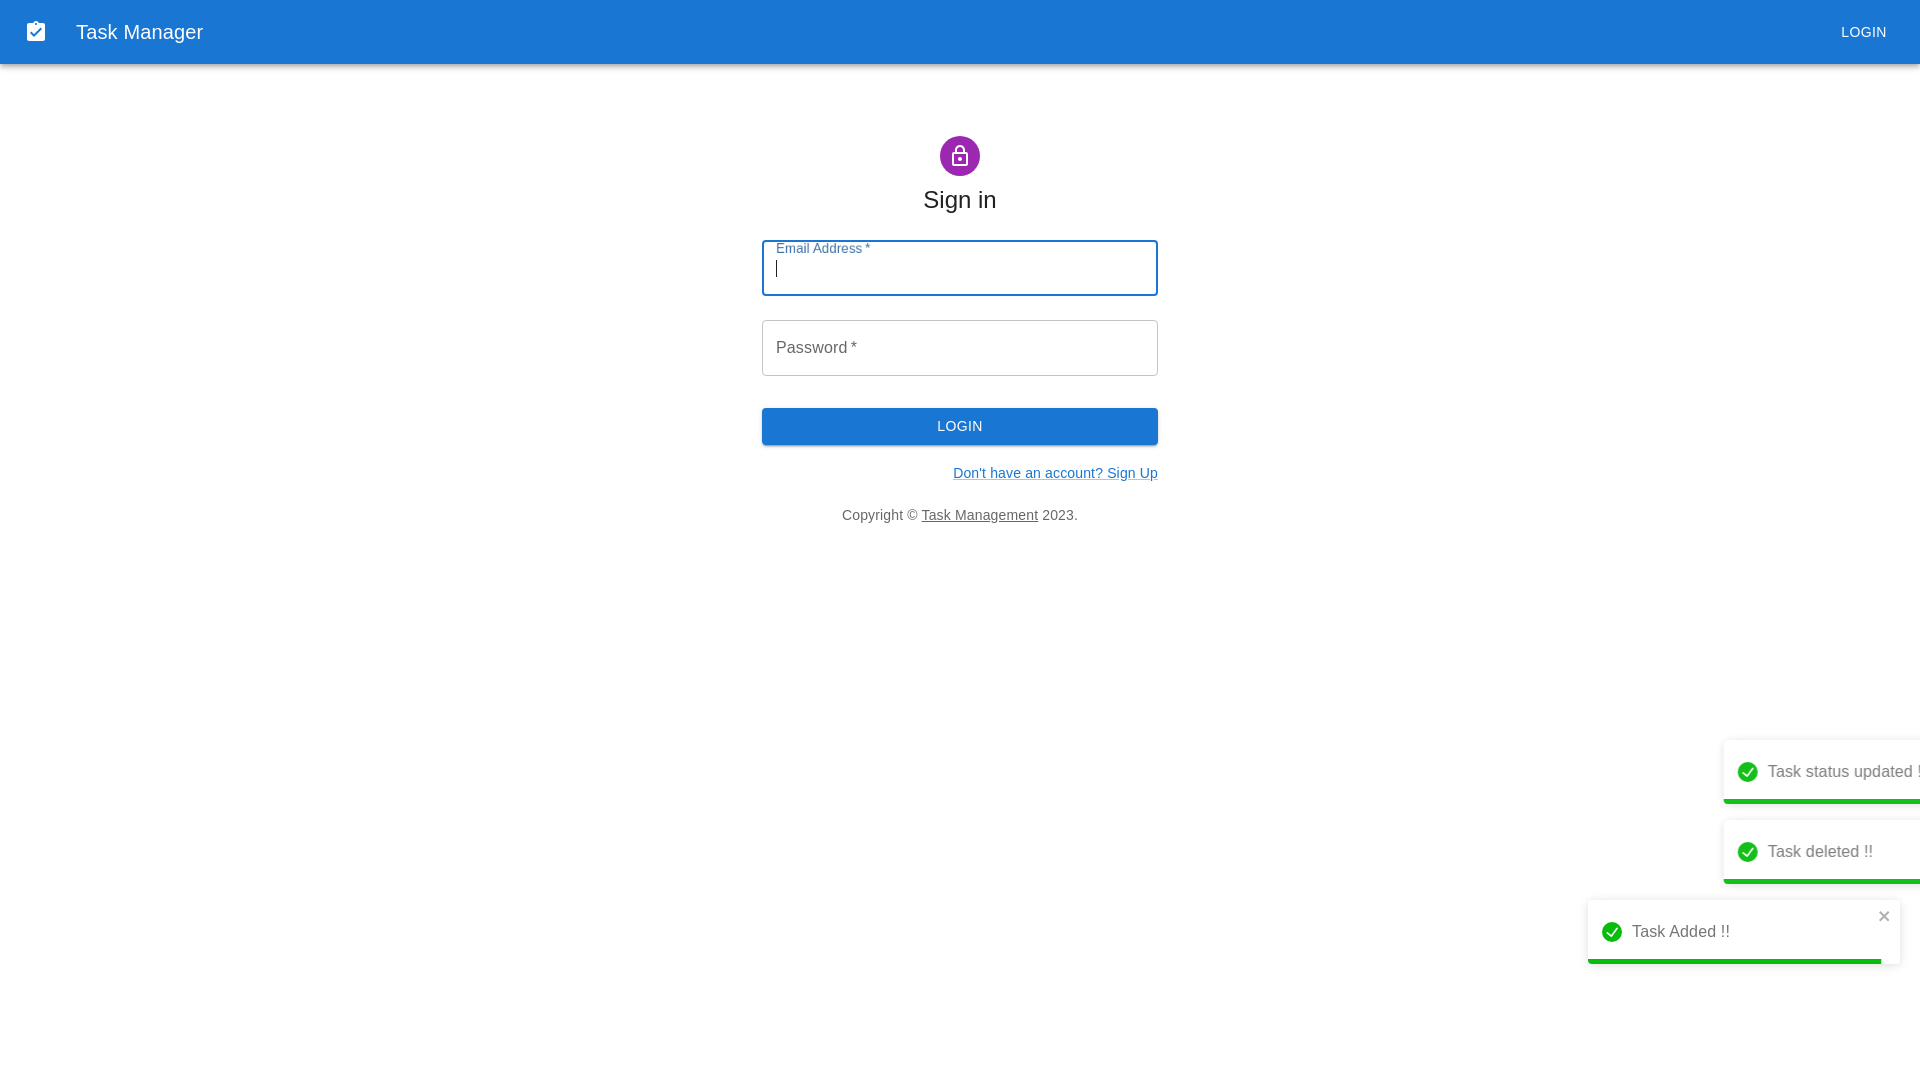 Task Manager
LOGIN
Sign in
Email Address *
Password *
LOGIN
Don't have an account? Sign Up
Copyright © Task Management 2023.
Task status updated !
Task deleted !!
Task Added !!